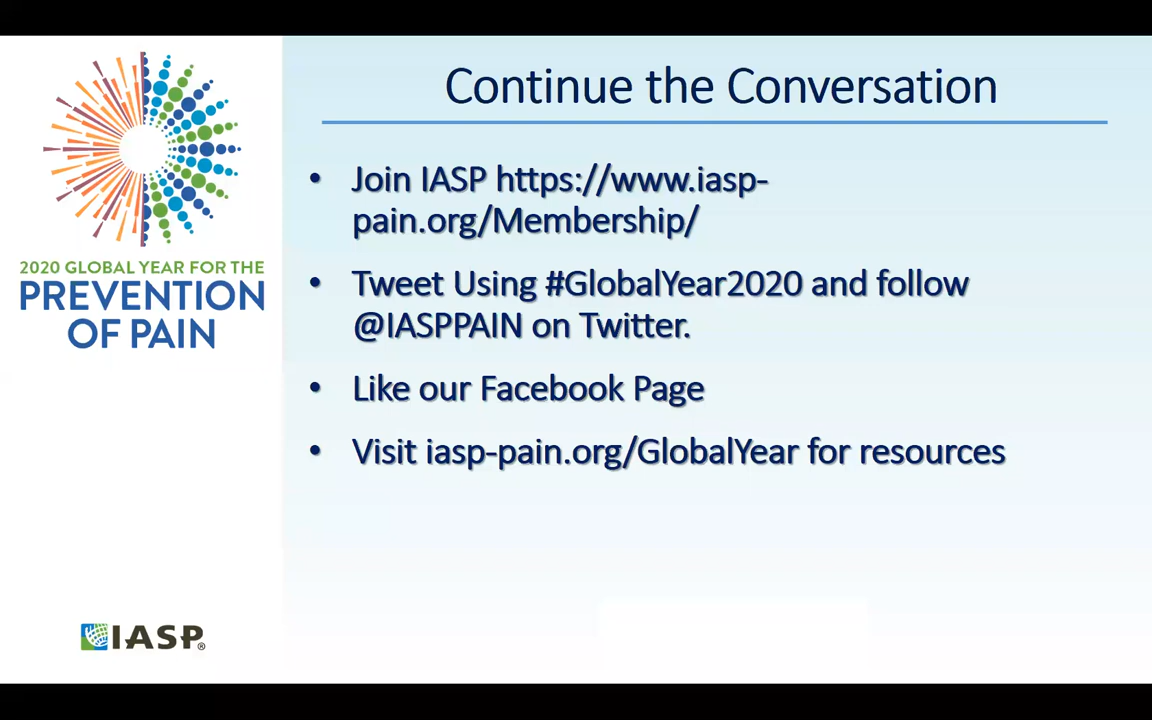 Continue the Conversation
• Join IASP https://www.iasp-
pain.org/Membership/
• Tweet Using #GlobalYear2020 and follow
@IASPPAIN on Twitter.
• Like our Facebook Page
• Visit iasp-pain.org/GlobalYear for resources
2020 GLOBAL YEAR FOR THE
PREVENTION
OF PAIN
IASP®